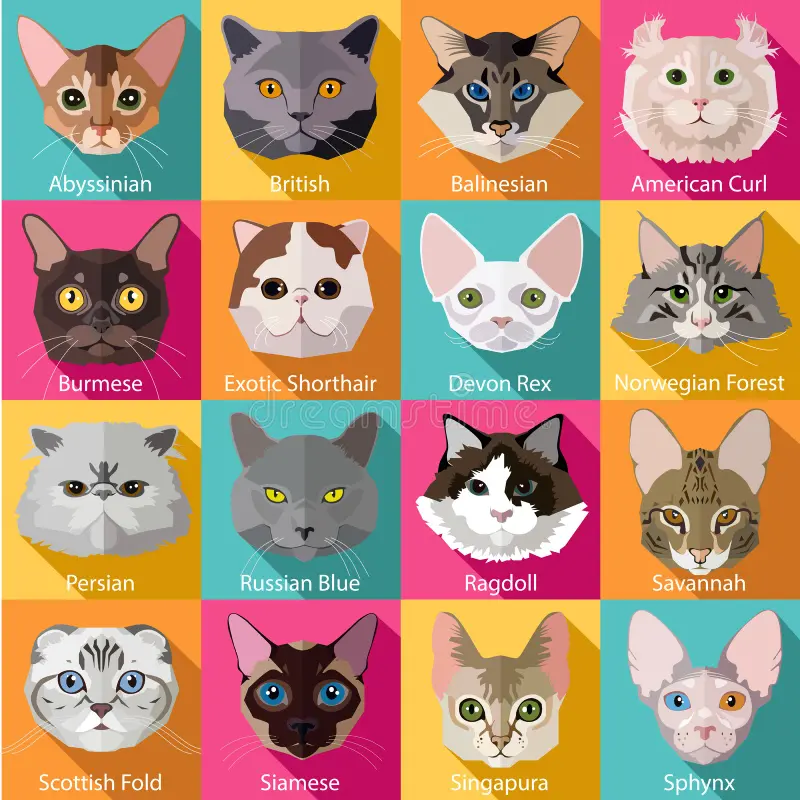 Abyssinian
British
Balinesian
American Curl
Burmese
Exotic Shorthair
Devon Rex
Norwegian Forest
dreamstime
Persian
Russian Blue
Ragdoll
Savannah
Scottish Fold
Siamese
Singapura
Sphynx